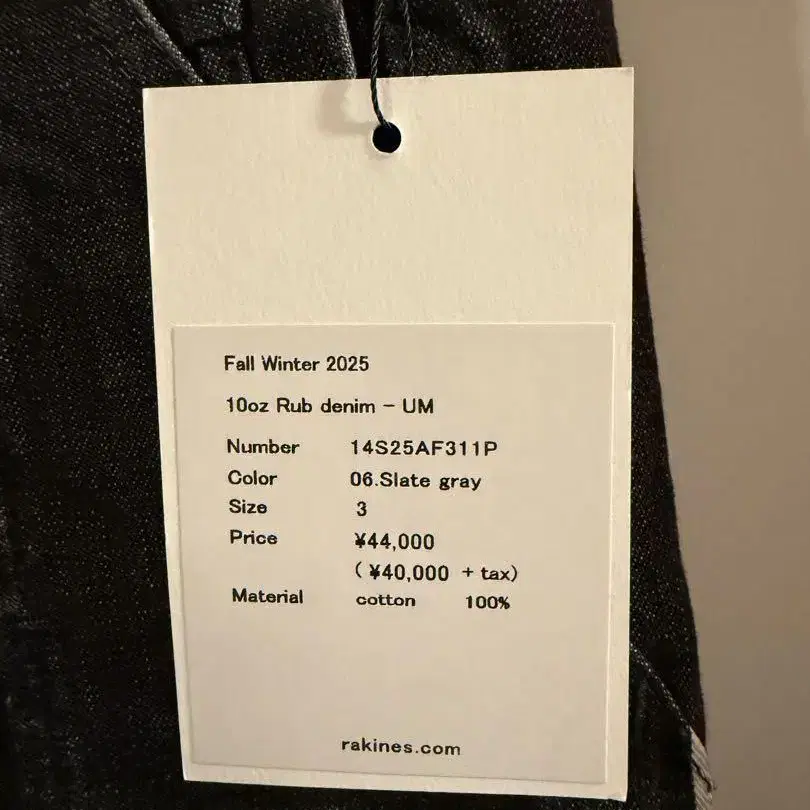 Fall Winter 2025
10oz Rub denim - UM
Number 14S25AF311P
Color 06.Slate gray
Size 3
Price ¥44,000
( ¥40,000 + tax)
Material cotton 100%
rakines.com